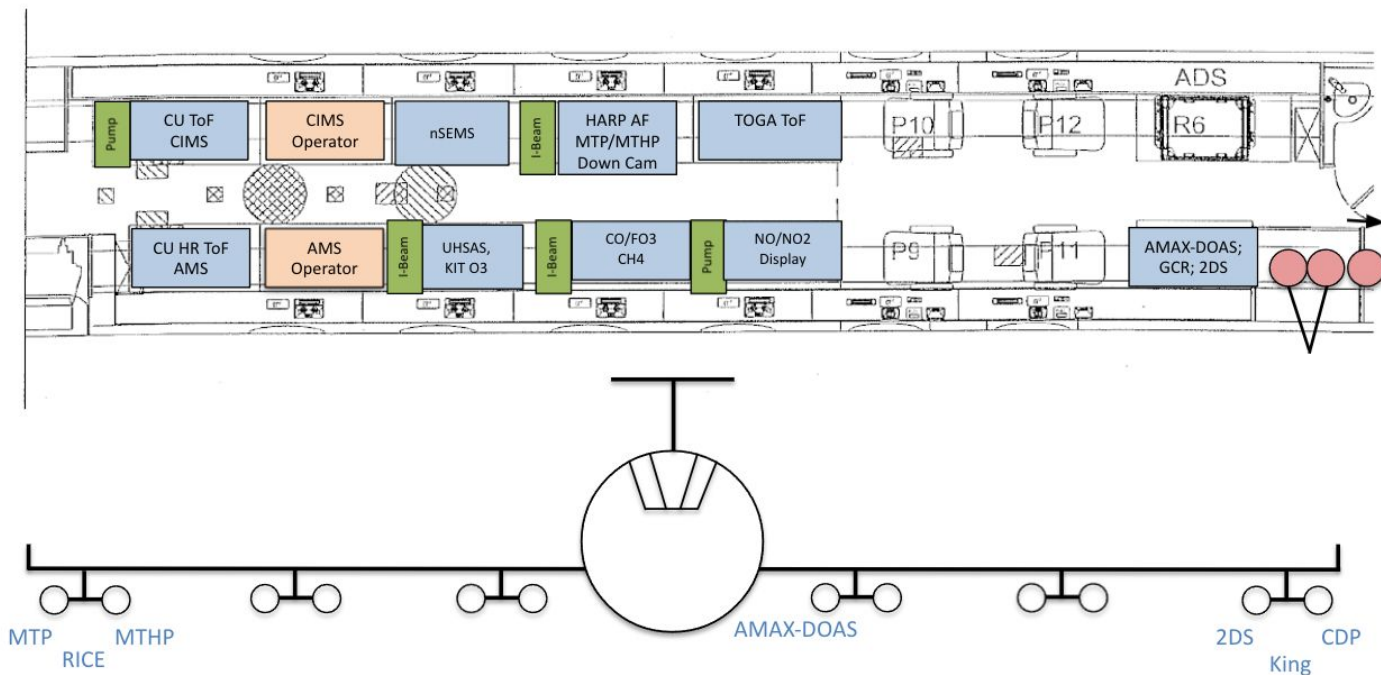 ADS
Pump
CU ToF
CIMS
CIMS
Operator
nSEMS
I-Beam
HARP AF
MTP/MTHP
Down Cam
TOGA ToF
P10
P12
R6
CU HR ToF
AMS
AMS
Operator
I-Beam
UHSAS,
KIT O3
I-Beam
CO/FO3
CH4
Pump
NO/NO2
Display
P9
P11
AMAX-DOAS;
GCR; 2DS
MTP
MTHP
RICE
AMAX-DOAS
2DS
CDP
King